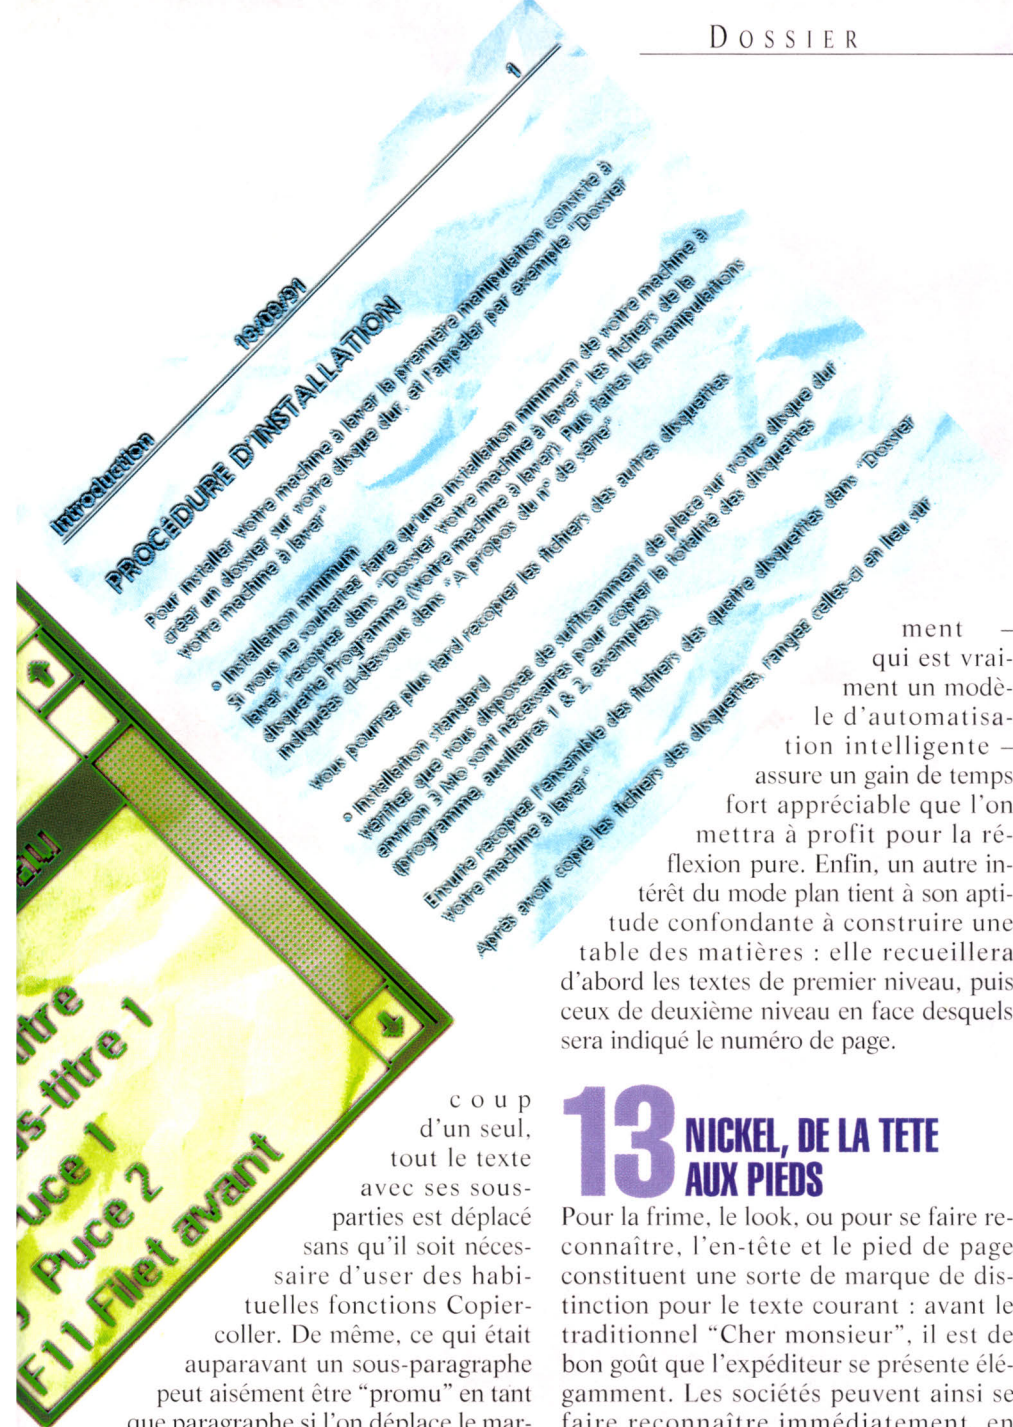 DOSSIER
Introduction 19/09/91 1
PROCÉDURE D'INSTALLATION
Pour installer votre machine à laver la première manipulation consiste à
créer un dossier sur votre disque dur, et l'appeler par exemple "Dossier
votre machine à laver"
• Installation minimum
Si vous ne souhaitez faire qu'une installation minimum de votre machine à
laver, recopiez dans "Dossier votre machine à laver" les fichiers de la
disquette Programme (Votre machine à laver). Puis faites les manipulations
indiquées ci-dessous dans "A propos du n° de série"
Vous pourrez plus tard recopier les fichiers des autres disquettes
• Installation standard
Vérifiez que vous disposez de suffisamment de place sur votre disque dur
environ 3 Mo sont nécessaires pour copier la totalité des disquettes
(programme, auxiliaires 1 & 2, exemples)
Ensuite recopiez l'ensemble des fichiers des quatre disquettes dans "Dossier
votre machine à laver"
Après avoir copié les fichiers des disquettes, rangez celles-ci en lieu sûr
au
titre
s-titre 1
uce 1
Puce 2
F11 Filet avant
coup
d'un seul,
tout le texte
avec ses sous-
parties est déplacé
sans qu'il soit néces-
saire d'user des habi-
tuelles fonctions Copier-
coller. De même, ce qui était
auparavant un sous-paragraphe
peut aisément être “promu” en tant
que paragraphe si l'on déplace le mar-
ment –
qui est vrai-
ment un modè-
le d'automatisa-
tion intelligente –
assure un gain de temps
fort appréciable que l'on
mettra à profit pour la ré-
flexion pure. Enfin, un autre in-
térêt du mode plan tient à son apti-
tude confondante à construire une
table des matières : elle recueillera
d'abord les textes de premier niveau, puis
ceux de deuxième niveau en face desquels
sera indiqué le numéro de page.
13 NICKEL, DE LA TETE
AUX PIEDS
Pour la frime, le look, ou pour se faire re-
connaître, l'en-tête et le pied de page
constituent une sorte de marque de dis-
tinction pour le texte courant : avant le
traditionnel “Cher monsieur”, il est de
bon goût que l'expéditeur se présente élé-
gamment. Les sociétés peuvent ainsi se
faire reconnaître immédiatement, en